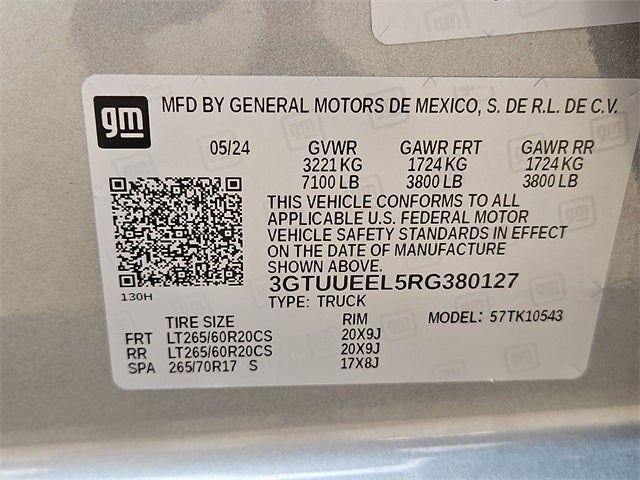 gm
MFD BY GENERAL MOTORS DE MEXICO, S. DE R.L. DE C.V.
05/24 GVWR GAWR FRT GAWR RR
3221 KG 1724 KG 1724 KG
7100 LB 3800 LB 3800 LB
THIS VEHICLE CONFORMS TO ALL
APPLICABLE U.S. FEDERAL MOTOR
VEHICLE SAFETY STANDARDS IN EFFECT
ON THE DATE OF MANUFACTURE
SHOWN ABOVE.
3GTUUEEL5RG380127
130H
TYPE: TRUCK
TIRE SIZE RIM MODEL: 57TK10543
FRT LT265/60R20CS 20X9J
RR LT265/60R20CS 20X9J
SPA 265/70R17 S 17X8J